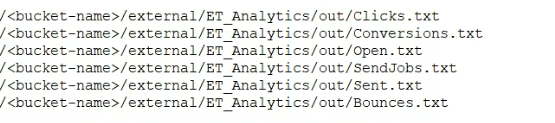 /<bucket-name>/external/ET_Analytics/out/Clicks.txt
/<bucket-name>/external/ET_Analytics/out/Conversions.txt
/<bucket-name>/external/ET_Analytics/out/Open.txt
/<bucket-name>/external/ET_Analytics/out/SendJobs.txt
/<bucket-name>/external/ET_Analytics/out/Sent.txt
/<bucket-name>/external/ET_Analytics/out/Bounces.txt